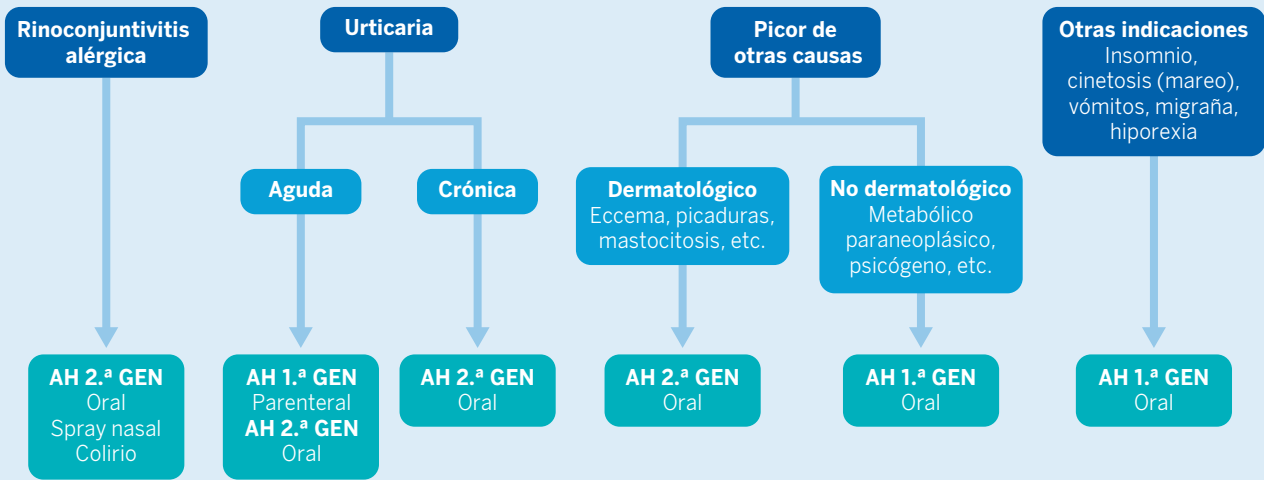 Rinoconjuntivitis
alérgica
Urticaria
Picor de
otras causas
Otras indicaciones
Insomnio,
cinetosis (mareo),
vómitos, migraña,
hiporexia
Aguda
Crónica
Dermatológico
Eccema, picaduras,
mastocitosis, etc.
No dermatológico
Metabólico
paraneoplásico,
psicógeno, etc.
AH 2.ª GEN
Oral
Spray nasal
Colirio
AH 1.ª GEN
Parenteral
AH 2.ª GEN
Oral
AH 2.ª GEN
Oral
AH 2.ª GEN
Oral
AH 1.ª GEN
Oral
AH 1.ª GEN
Oral